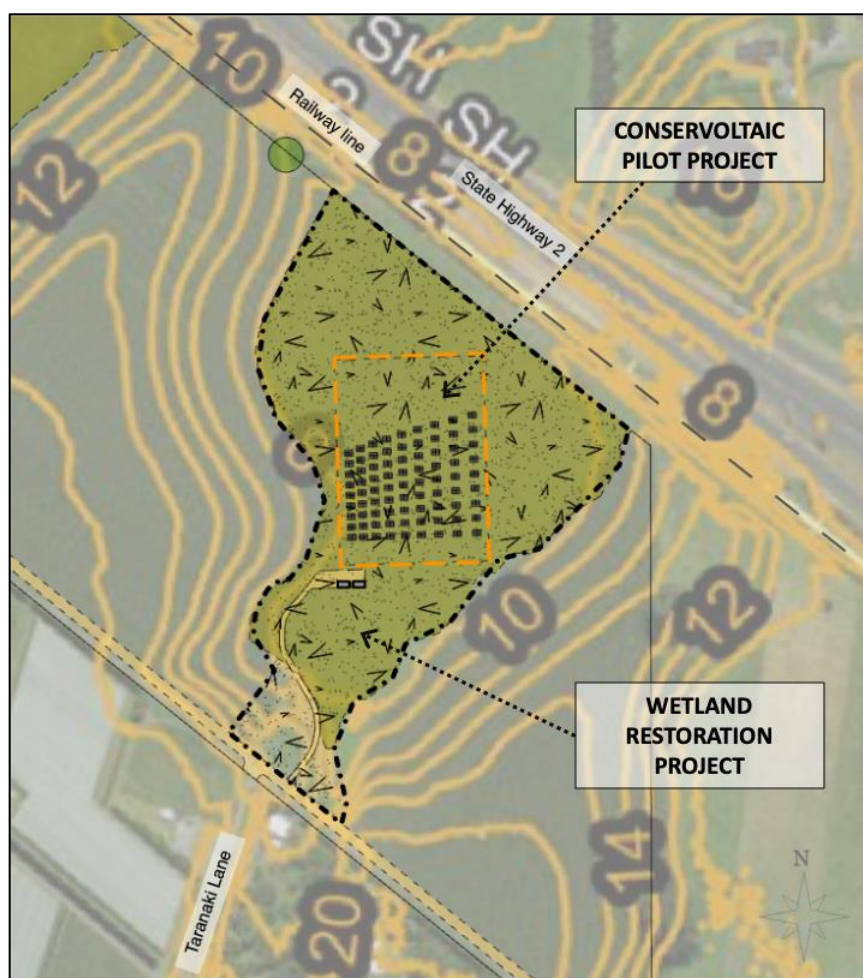 10
SH
SH
2
2
Railway line
8
State Highway 2
CONSERVOLTAIC
PILOT PROJECT
12
8
10
12
WETLAND
RESTORATION
PROJECT
14
Taranaki Lane
20
N